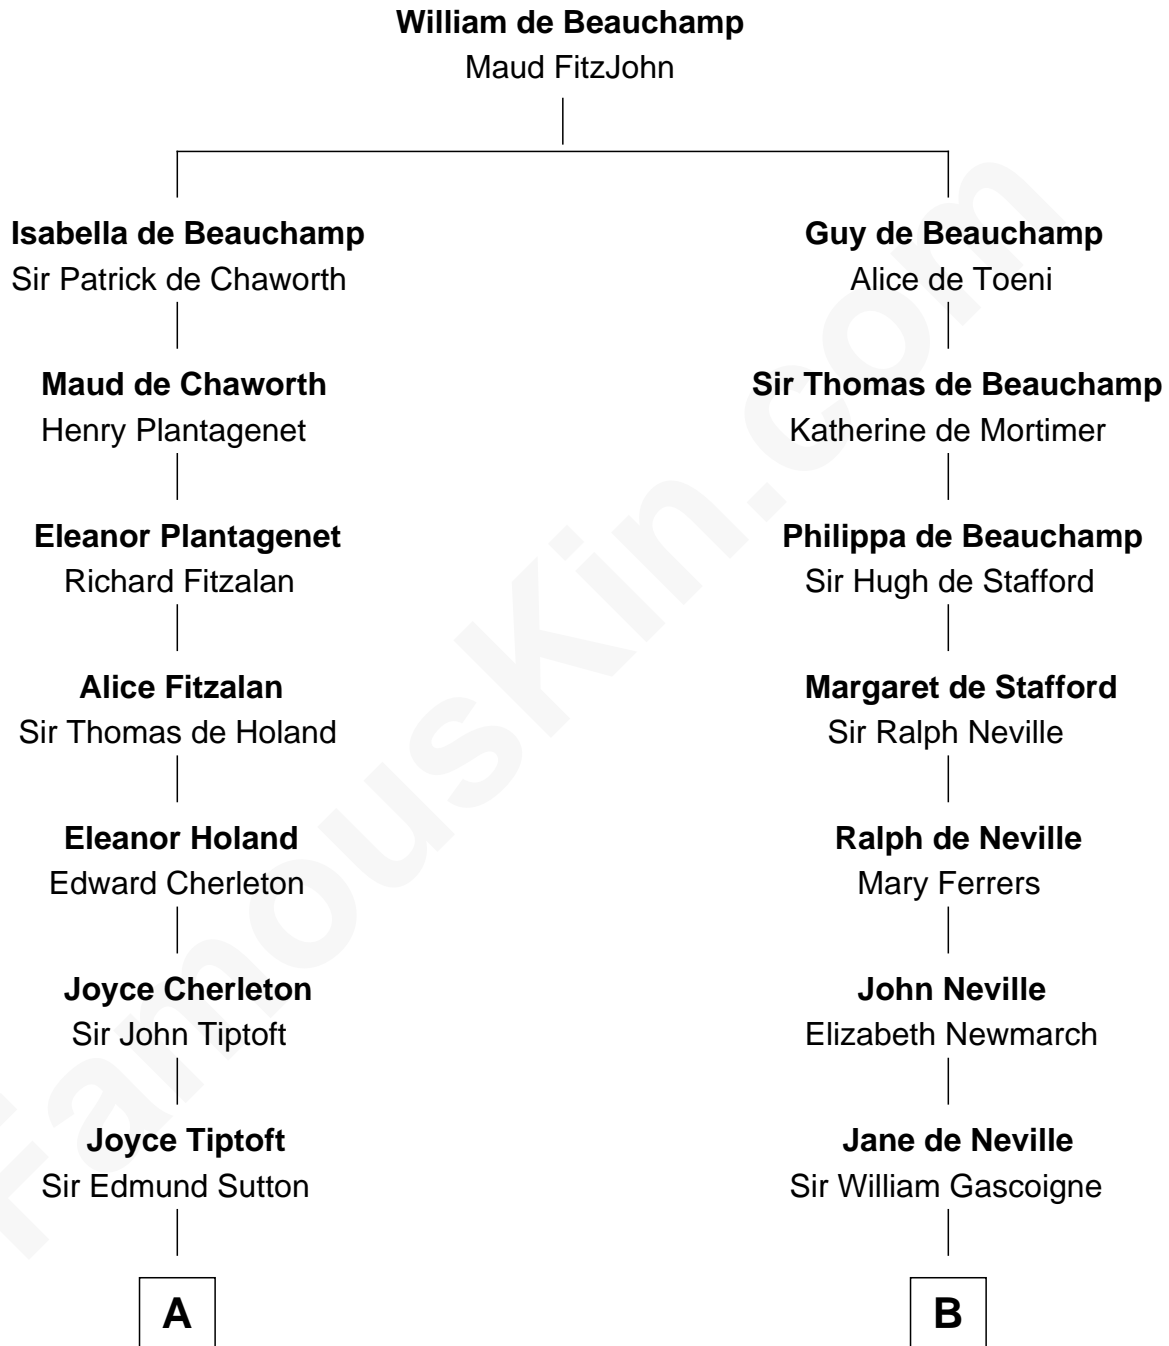 William de Beauchamp
Maud FitzJohn
Isabella de Beauchamp
Sir Patrick de Chaworth
Guy de Beauchamp
Alice de Toeni
Maud de Chaworth
Henry Plantagenet
Sir Thomas de Beauchamp
Katherine de Mortimer
Eleanor Plantagenet
Richard Fitzalan
Philippa de Beauchamp
Sir Hugh de Stafford
Alice Fitzalan
Sir Thomas de Holand
Margaret de Stafford
Sir Ralph Neville
Eleanor Holand
Edward Cherleton
Ralph de Neville
Mary Ferrers
Joyce Cherleton
Sir John Tiptoft
John Neville
Elizabeth Newmarch
Joyce Tiptoft
Sir Edmund Sutton
Jane de Neville
Sir William Gascoigne
A
B
FamousKin.com